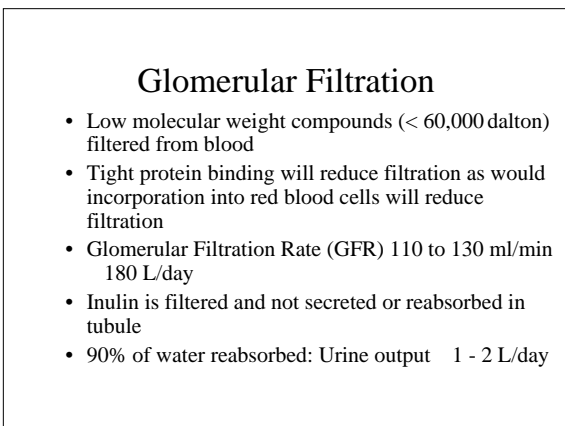 Glomerular Filtration
• Low molecular weight compounds (< 60,000 dalton)
filtered from blood
• Tight protein binding will reduce filtration as would
incorporation into red blood cells will reduce
filtration
• Glomerular Filtration Rate (GFR) 110 to 130 ml/min
180 L/day
• Inulin is filtered and not secreted or reabsorbed in
tubule
• 90% of water reabsorbed: Urine output 1 - 2 L/day